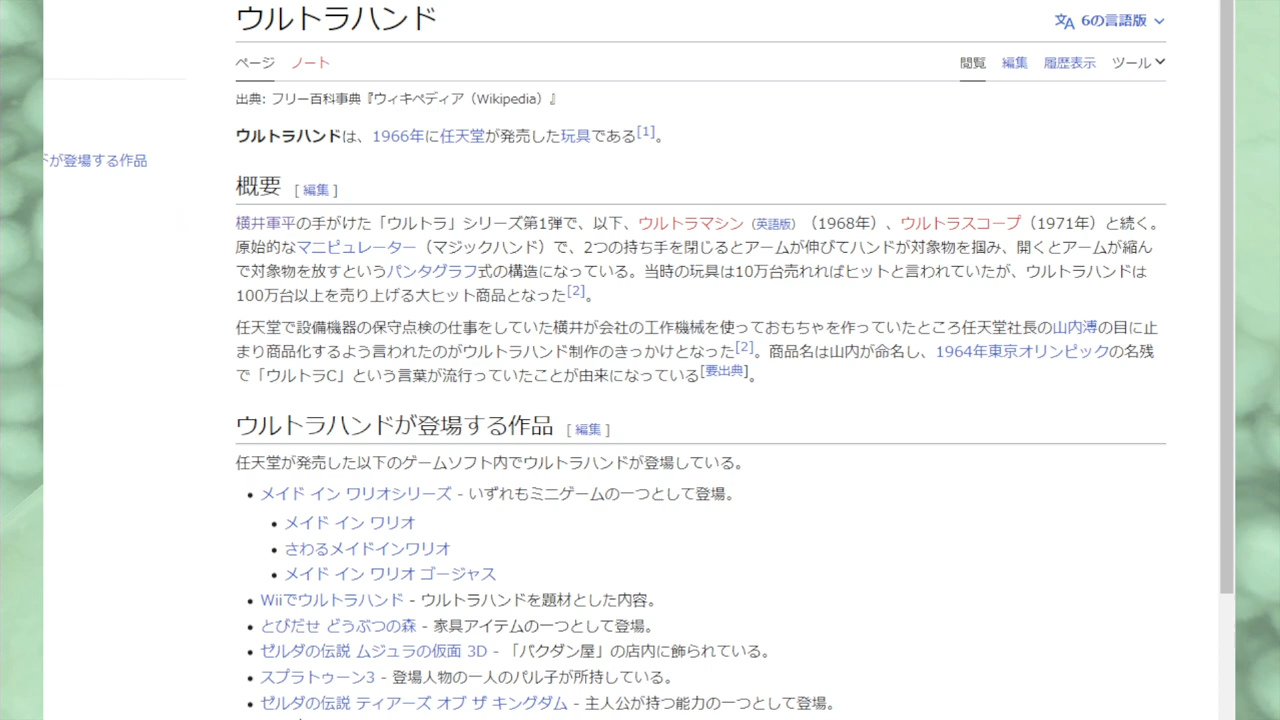 ウルトラハンド
6の言語版
ページ ノート 閲覧 編集 履歴表示 ツール
出典: フリー百科事典『ウィキペディア（Wikipedia）』
ウルトラハンドは、1966年に任天堂が発売した玩具である[1]。
ドが登場する作品
概要 [ 編集 ]
横井軍平の手がけた「ウルトラ」シリーズ第1弾で、以下、ウルトラマシン（英語版）（1968年）、ウルトラスコープ（1971年）と続く。
原始的なマニピュレーター（マジックハンド）で、2つの持ち手を閉じるとアームが伸びてハンドが対象物を掴み、開くとアームが縮ん
で対象物を放すというパンタグラフ式の構造になっている。当時の玩具は10万台売れればヒットと言われていたが、ウルトラハンドは
100万台以上を売り上げる大ヒット商品となった[2]。
任天堂で設備機器の保守点検の仕事をしていた横井が会社の工作機械を使っておもちゃを作っていたところ任天堂社長の山内溥の目に止
まり商品化するよう言われたのがウルトラハンド制作のきっかけとなった[2]。商品名は山内が命名し、1964年東京オリンピックの名残
で「ウルトラC」という言葉が流行っていたことが由来になっている[要出典]。
ウルトラハンドが登場する作品 [ 編集 ]
任天堂が発売した以下のゲームソフト内でウルトラハンドが登場している。
• メイド イン ワリオシリーズ - いずれもミニゲームの一つとして登場。
• メイド イン ワリオ
• さわるメイドインワリオ
• メイド イン ワリオ ゴージャス
• Wiiでウルトラハンド - ウルトラハンドを題材とした内容。
• とびだせ どうぶつの森 - 家具アイテムの一つとして登場。
• ゼルダの伝説 ムジュラの仮面 3D - 「バクダン屋」の店内に飾られている。
• スプラトゥーン3 - 登場人物の一人のパル子が所持している。
• ゼルダの伝説 ティアーズ オブ ザ キングダム - 主人公が持つ能力の一つとして登場。